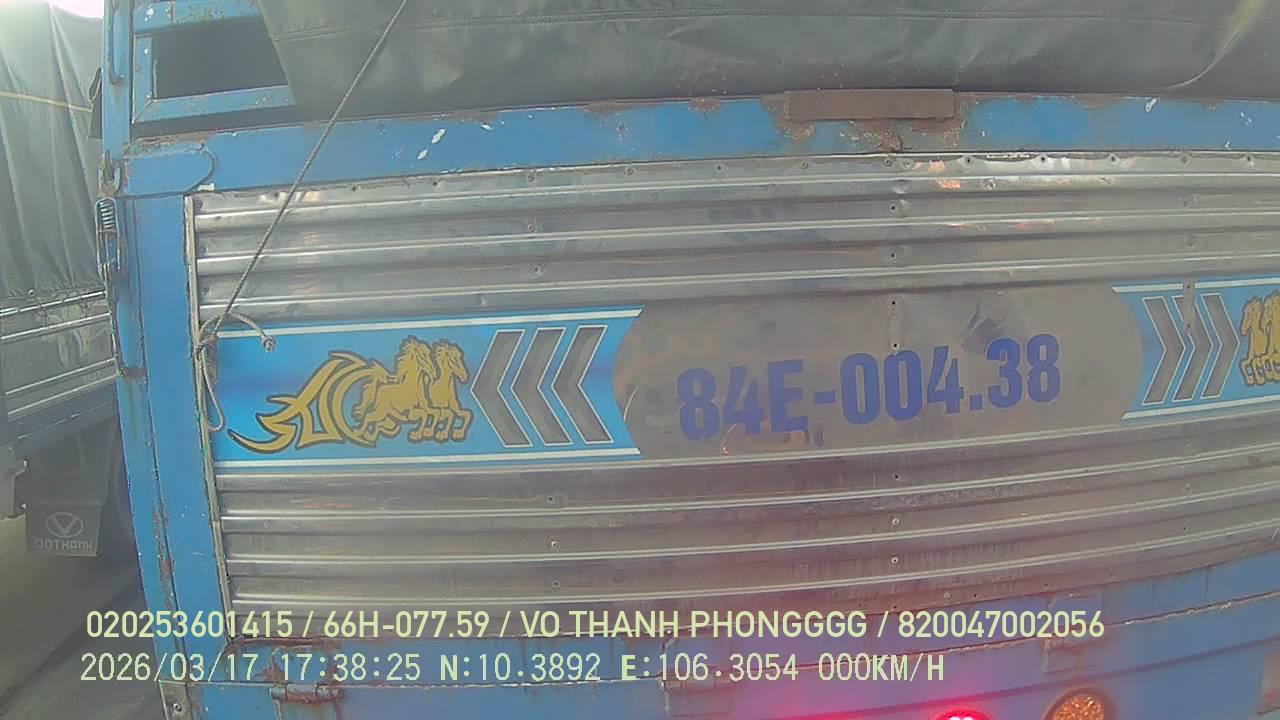 84E-004.38
DOTHANH
020253601415 / 66H-077.59 / VO THANH PHONGGGG / 820047002056
2026/03/17 17:38:25 N:10.3892 E:106.3054 000KM/H